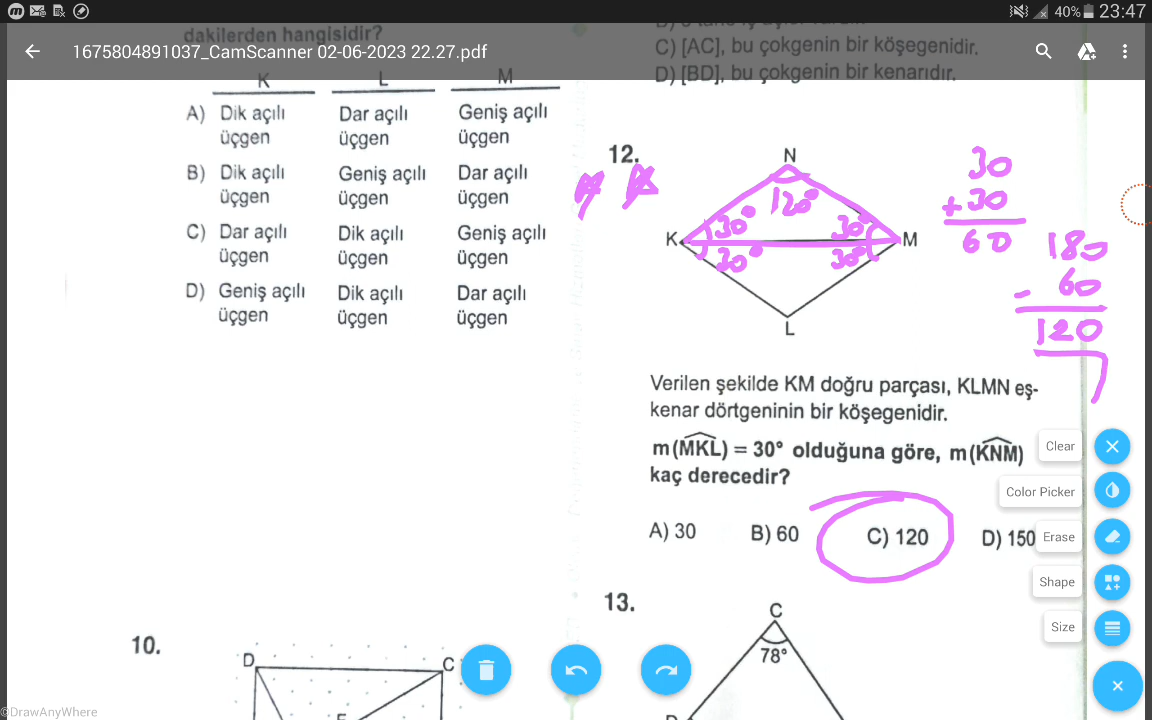 40% 23:47
dakilerden hangisidir?
1675804891037_CamScanner 02-06-2023 22.22.27.pdf
C) [AC], bu çokgenin bir köşegenidir.
D) [BD], bu çokgenin bir kenarıdır.
K L M
A) Dik açılı üçgen Dar açılı üçgen Geniş açılı üçgen
B) Dik açılı üçgen Geniş açılı üçgen Dar açılı üçgen
C) Dar açılı üçgen Dik açılı üçgen Geniş açılı üçgen
D) Geniş açılı üçgen Dik açılı üçgen Dar açılı üçgen
10.
D C
E
12.
N
120°
30° 30°
K M
30° 30°
L
30
+30
60
180
- 60
120
Verilen şekilde KM doğru parçası, KLMN eş-
kenar dörtgeninin bir köşegenidir.
m(MKL) = 30° olduğuna göre, m(KNM)
kaç derecedir?
A) 30 B) 60 C) 120 D) 150
13.
C
78°
Clear
Color Picker
Erase
Shape
Size
©DrawAnyWhere